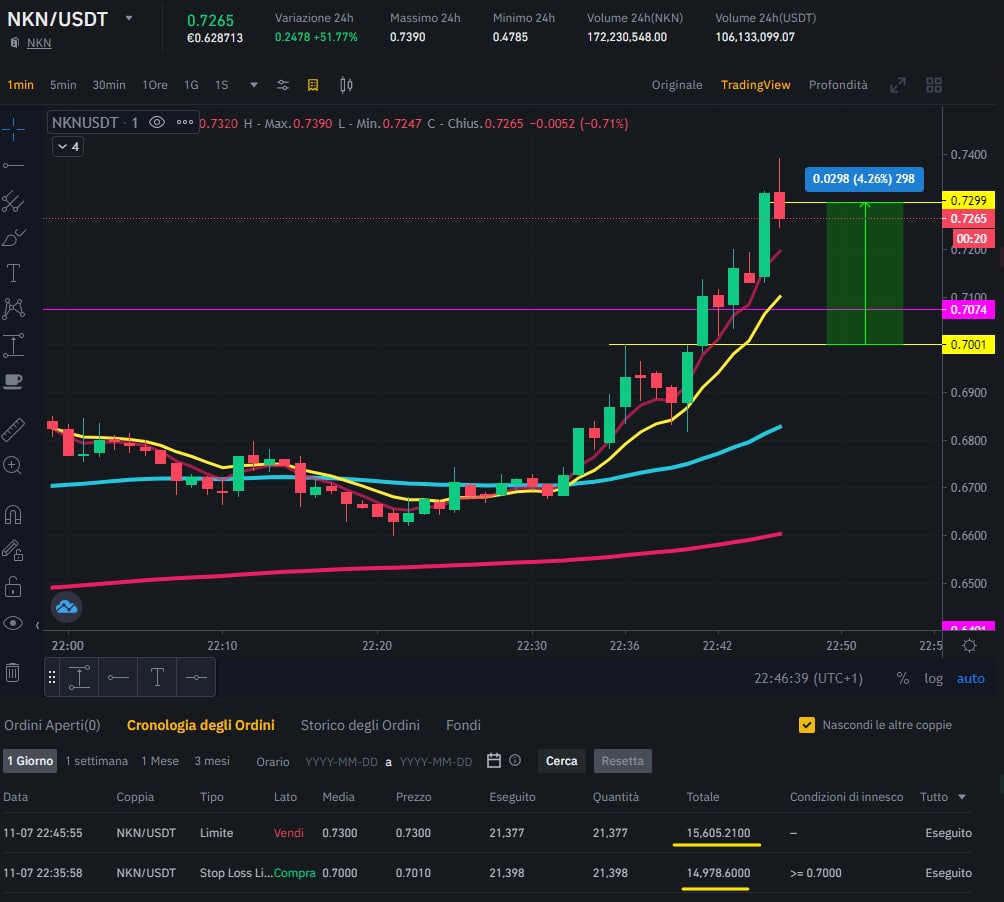 NKN/USDT
0.7265
€0.628713
NKN
Variazione 24h
0.2478 +51.77%
Massimo 24h
0.7390
Minimo 24h
0.4785
Volume 24h(NKN)
172,230,548.00
Volume 24h(USDT)
106,133,099.07
1min 5min 30min 1Ore 1G 1S Originale TradingView Profondità
NKNUSDT · 1 0.7320 H - Max.0.7390 L - Min.0.7247 C - Chius.0.7265 −0.0052 (−0.71%)
4
0.7400
0.0298 (4.26%) 298
0.7299
0.7265
00:20
0.7200
0.7100
0.7074
0.7001
0.6900
0.6800
0.6700
0.6600
0.6500
22:00 22:10 22:20 22:30 22:36 22:42 22:50 22:5
22:46:39 (UTC+1) % log auto
Ordini Aperti(0) Cronologia degli Ordini Storico degli Ordini Fondi Nascondi le altre coppie
1 Giorno 1 settimana 1 Mese 3 mesi Orario YYYY-MM-DD a YYYY-MM-DD Cerca Resetta
Data Coppia Tipo Lato Media Prezzo Eseguito Quantità Totale Condizioni di innesco Tutto
11-07 22:45:55 NKN/USDT Limite Vendi 0.7300 0.7300 21,377 21,377 15,605.2100 – Eseguito
11-07 22:35:58 NKN/USDT Stop Loss Li...Compra 0.7000 0.7010 21,398 21,398 14,978.6000 >= 0.7000 Eseguito